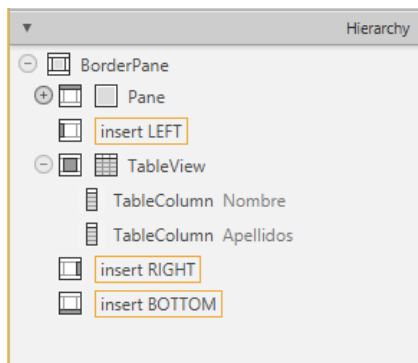 Hierarchy
BorderPane
Pane
insert LEFT
TableView
TableColumn Nombre
TableColumn Apellidos
insert RIGHT
insert BOTTOM